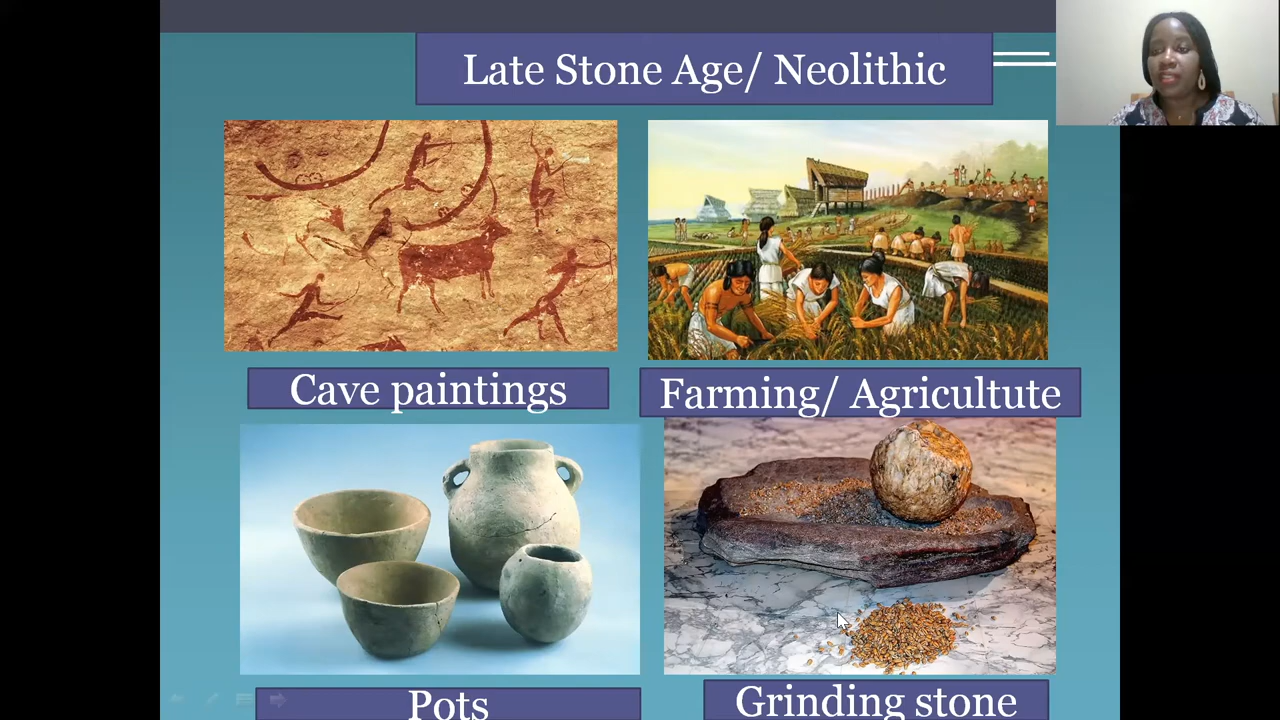 Late Stone Age/ Neolithic
Cave paintings
Farming/ Agricultute
Pots
Grinding stone